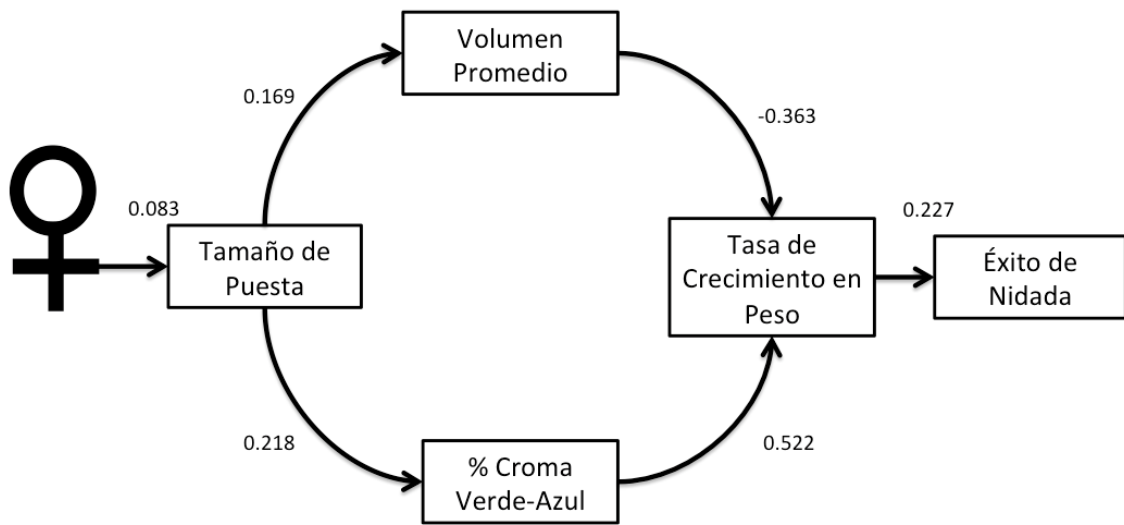 Volumen
Promedio
0.169
-0.363
0.083
0.227
Tamaño de
Puesta
Tasa de
Crecimiento en
Peso
Éxito de
Nidada
0.218
0.522
% Croma
Verde-Azul